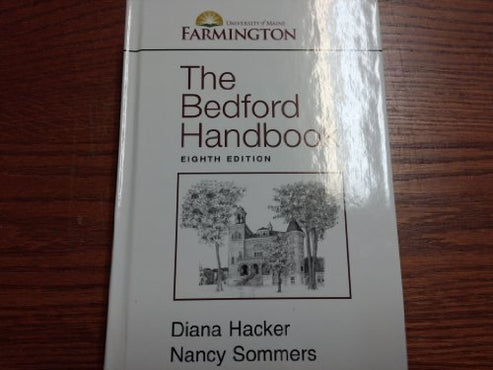 UNIVERSITY of MAINE
FARMINGTON
The
Bedford
Handbook
EIGHTH EDITION
Diana Hacker
Nancy Sommers